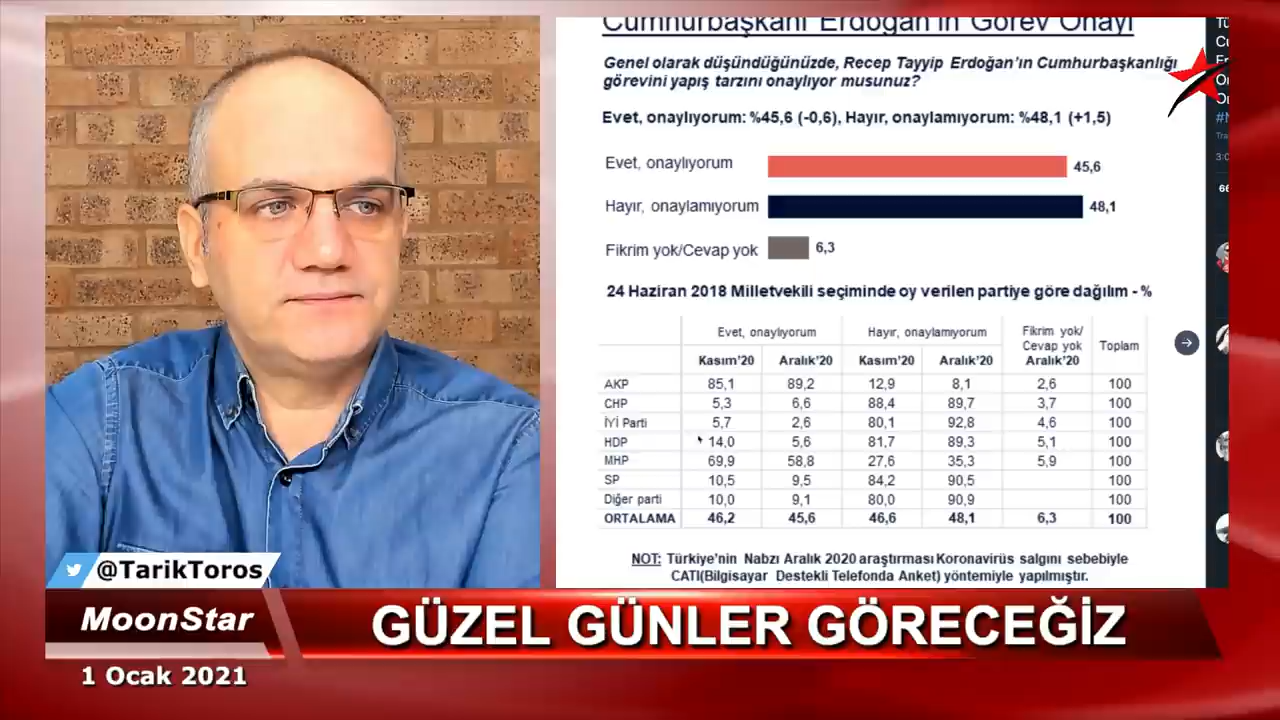 Cumhurbaşkanı Erdoğan'ın Görev Onayı
Genel olarak düşündüğünüzde, Recep Tayyip Erdoğan'ın Cumhurbaşkanlığı
görevini yapış tarzını onaylıyor musunuz?
Evet, onaylıyorum: %45,6 (-0,6), Hayır, onaylamıyorum: %48,1 (+1,5)
Evet, onaylıyorum 45,6
Hayır, onaylamıyorum 48,1
Fikrim yok/Cevap yok 6,3
24 Haziran 2018 Milletvekili seçiminde oy verilen partiye göre dağılım - %
Evet, onaylıyorum Hayır, onaylamıyorum Fikrim yok/ Cevap yok Aralık'20 Toplam
Kasım'20 Aralık'20 Kasım'20 Aralık'20
AKP 85,1 89,2 12,9 8,1 2,6 100
CHP 5,3 6,6 88,4 89,7 3,7 100
İYİ Parti 5,7 2,6 80,1 92,8 4,6 100
HDP 14,0 5,6 81,7 89,3 5,1 100
MHP 69,9 58,8 27,6 35,3 5,9 100
SP 10,5 9,5 84,2 90,5 100
Diğer parti 10,0 9,1 80,0 90,9 100
ORTALAMA 46,2 45,6 46,6 48,1 6,3 100
NOT: Türkiye'nin Nabzı Aralık 2020 araştırması Koronavirüs salgını sebebiyle
CATI(Bilgisayar Destekli Telefonda Anket) yöntemiyle yapılmıştır.
@TarikToros
MoonStar
GÜZEL GÜNLER GÖRECEĞİZ
1 Ocak 2021